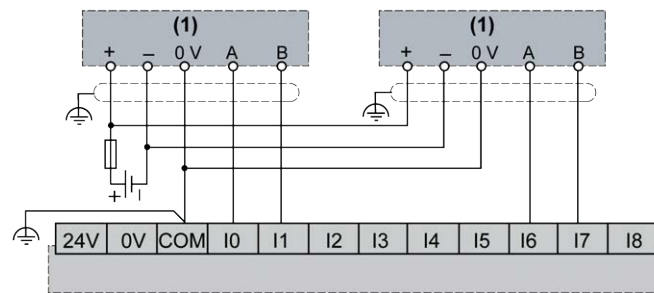 (1) (1)
+ – 0 V A B + – 0 V A B
+ –
24V 0V COM I0 I1 I2 I3 I4 I5 I6 I7 I8